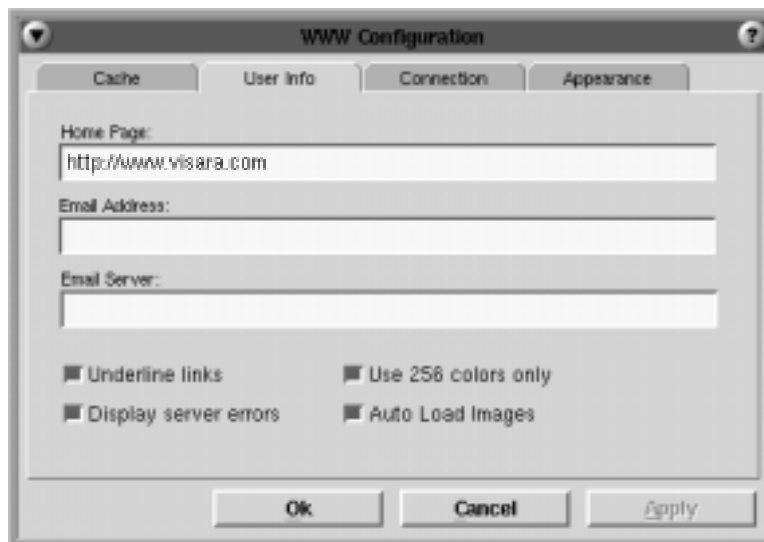 WWW Configuration ?
Cache User Info Connection Appearance
Home Page:
http://www.visara.com
Email Address:
Email Server:
Underline links Use 256 colors only
Display server errors Auto Load Images
Ok Cancel Apply